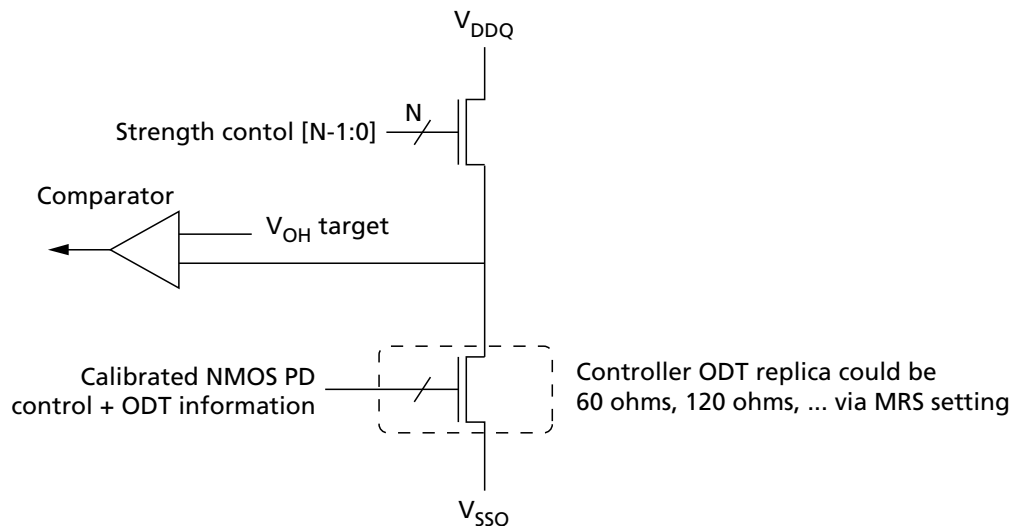 VDDQ
N
Strength contol [N-1:0]
Comparator
VOH target
Calibrated NMOS PD
control + ODT information
Controller ODT replica could be
60 ohms, 120 ohms, ... via MRS setting
VSSQ